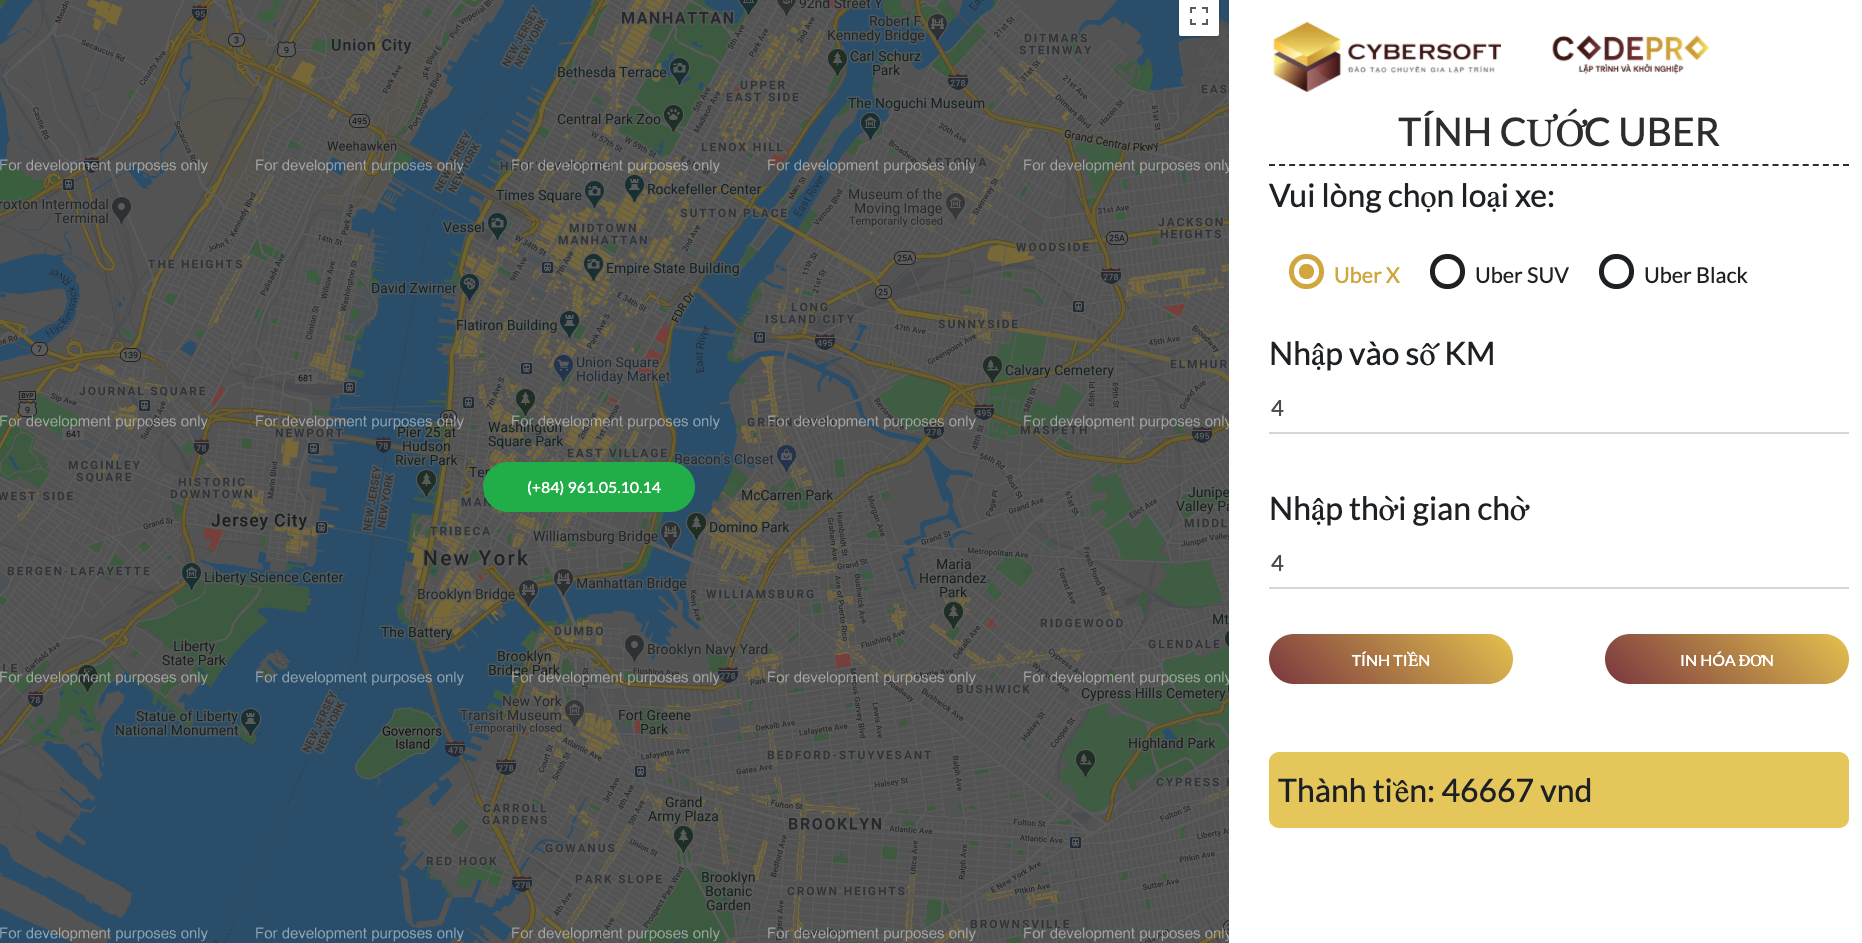 MANHATTAN
92nd Street Y
Robert F.
Kennedy Bridge
DITMARS
STEINWAY
Union City
Carl Schurz
Park
Bethesda Terrace
UPPER
EAST SIDE
The Noguchi Museum
Central Park Zoo
Grand Central Pkwy
Weehawken
LENOX HILL
For development purposes only
For development purposes only
For development purposes only
For development purposes only
For development purposes only
Times Square
Rockefeller Center
Museum of the
Moving Image
Temporarily closed
Terminal
SUTTON PLACE
Vessel
MIDTOWN
MANHATTAN
JACKSON
HEIGHTS
WOODSIDE
THE HEIGHTS
Empire State Building
David Zwirner
LONG
ISLAND CITY
Flatiron Building
SUNNYSIDE
Union Square
Holiday Market
Calvary Cemetery
JOURNAL SQUARE
For development purposes only
For development purposes only
For development purposes only
For development purposes only
For development purposes only
NEWPORT
Pier 25 at
Hudson
River Park
Washington
Square Park
MASPETH
EAST VILLAGE
Beacon's Closet
MCGINLEY
SQUARE
WEST SIDE
HISTORIC
DOWNTOWN
(+84) 961.05.10.14
McCarren Park
Jersey City
Domino Park
TRIBECA
Williamsburg Bridge
New York
BERGEN-LAFAYETTE
Liberty Science Center
Manhattan Bridge
Maria
Hernandez
Park
Brooklyn Bridge
WILLIAMSBURG
The Battery
DUMBO
RIDGEWOOD
GLENDALE
Liberty
State Park
Brooklyn
Bridge Park
Brooklyn Navy Yard
For development purposes only
For development purposes only
For development purposes only
For development purposes only
For development purposes only
BUSHWICK
Cypress Hills Cemetery
New York
Transit Museum
Temporarily closed
Statue of Liberty
National Monument
Fort Greene
Park
Governors
Island
BEDFORD-STUYVESANT
Highland Park
CARROLL
GARDENS
Grand
Army Plaza
BROOKLYN
GOWANUS
RED HOOK
PARK SLOPE
Brooklyn
Botanic
Garden
CROWN HEIGHTS
BROWNSVILLE
For development purposes only
For development purposes only
For development purposes only
For development purposes only
For development purposes only
CYBERSOFT
ĐÀO TẠO CHUYÊN GIA LẬP TRÌNH
CODEPRO
LẬP TRÌNH VÀ KHỞI NGHIỆP
TÍNH CƯỚC UBER
Vui lòng chọn loại xe:
Uber X Uber SUV Uber Black
Nhập vào số KM
4
Nhập thời gian chờ
4
TÍNH TIỀN IN HÓA ĐƠN
Thành tiền: 46667 vnd